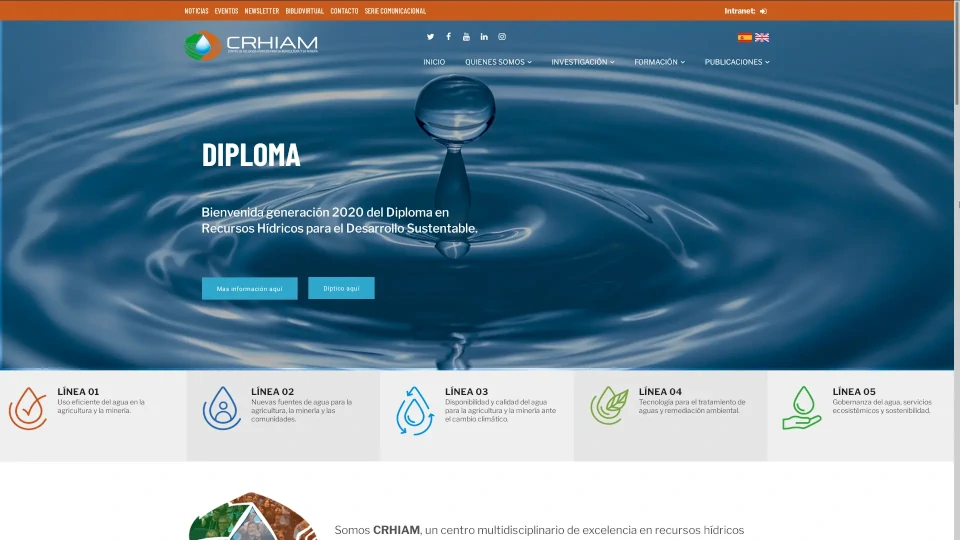 NOTICIAS EVENTOS NEWSLETTER BIBLIOVIRTUAL CONTACTO SERIE COMUNICACIONAL
Intranet:
CRHIAM
INICIO QUIENES SOMOS INVESTIGACIÓN FORMACIÓN PUBLICACIONES
DIPLOMA
Bienvenida generación 2020 del Diploma en
Recursos Hídricos para el Desarrollo Sustentable.
Mas información aquí
Díptico aquí
LÍNEA 01
Uso eficiente del agua en la
agricultura y la minería.
LÍNEA 02
Nuevas fuentes de agua para la
agricultura, la minería y las
comunidades.
LÍNEA 03
Disponibilidad y calidad del agua
para la agricultura y la minería ante
el cambio climático.
LÍNEA 04
Tecnología para el tratamiento de
aguas y remediación ambiental.
LÍNEA 05
Gobernanza del agua, servicios
ecosistémicos y sostenibilidad.
Somos CRHIAM, un centro multidisciplinario de excelencia en recursos hídricos